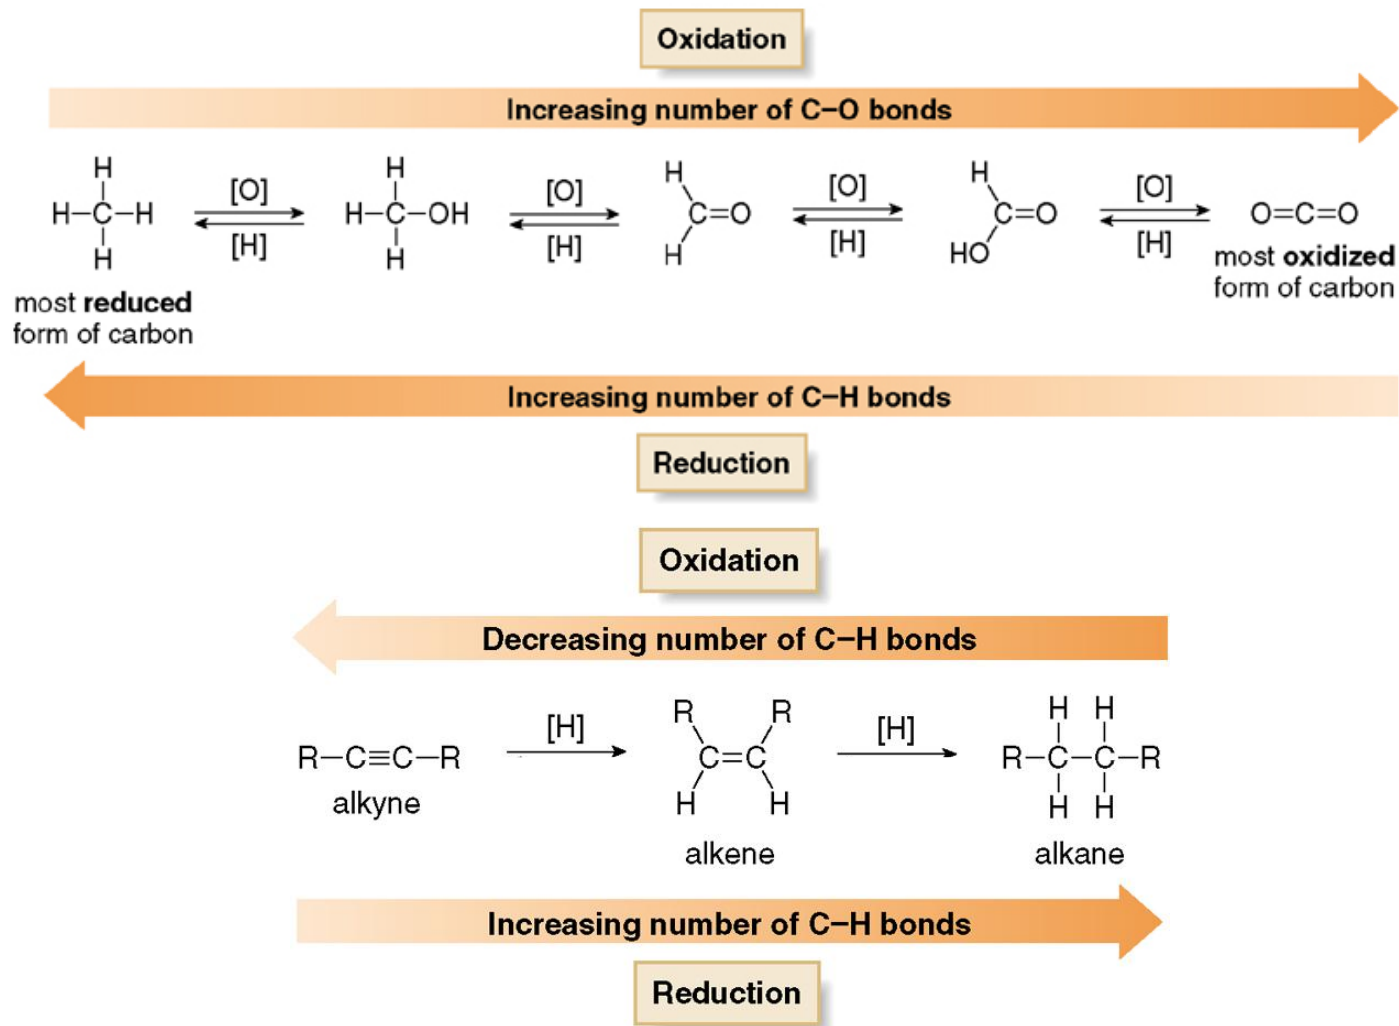 Oxidation
Increasing number of C–O bonds
H
H–C–H
H
[O]
[H]
H
H–C–OH
H
[O]
[H]
H
C=O
H
[O]
[H]
H
C=O
HO
[O]
[H]
O=C=O
most reduced
form of carbon
most oxidized
form of carbon
Increasing number of C–H bonds
Reduction
Oxidation
Decreasing number of C–H bonds
R–C≡C–R
alkyne
[H]
R R
C=C
H H
alkene
[H]
H H
R–C–C–R
H H
alkane
Increasing number of C–H bonds
Reduction